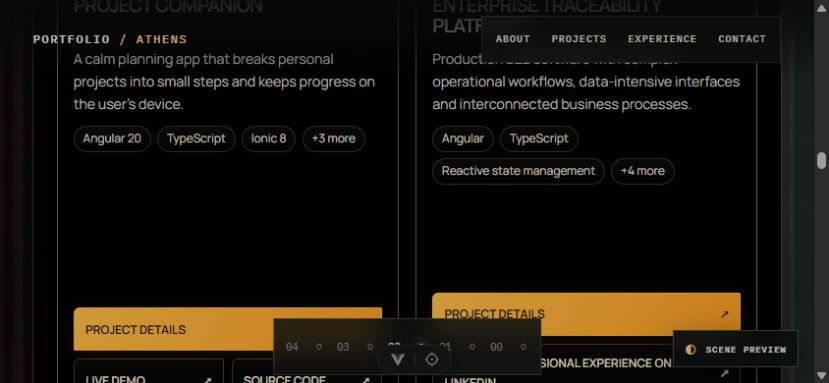 PROJECT COMPANION
ENTERPRISE TRACEABILITY
PORTFOLIO / ATHENS
ABOUT PROJECTS EXPERIENCE CONTACT
A calm planning app that breaks personal
projects into small steps and keeps progress on
the user's device.
operational workflows, data-intensive interfaces
and interconnected business processes.
Angular 20 TypeScript Ionic 8 +3 more
Angular TypeScript
Reactive state management +4 more
PROJECT DETAILS
PROJECT DETAILS ↗
04 03 01 00
SCENE PREVIEW
LIVE DEMO ↗ SOURCE CODE ↗
EXPERIENCE ON
LINKEDIN ↗